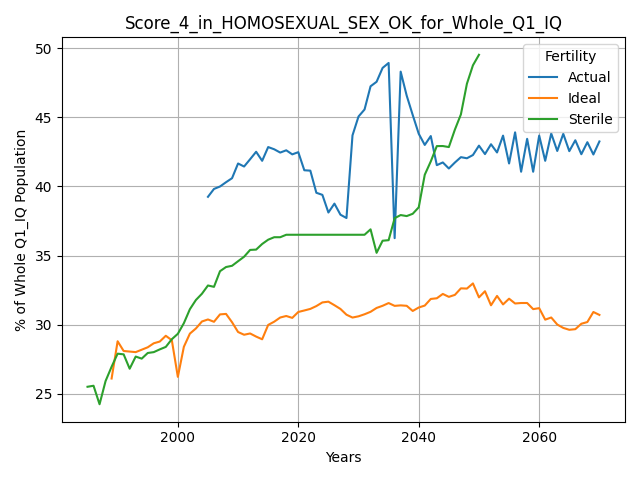 Score_4_in_HOMOSEXUAL_SEX_OK_for_Whole_Q1_IQ
% of Whole Q1_IQ Population
50
45
40
35
30
25
Fertility
Actual
Ideal
Sterile
2000
2020
2040
2060
Years